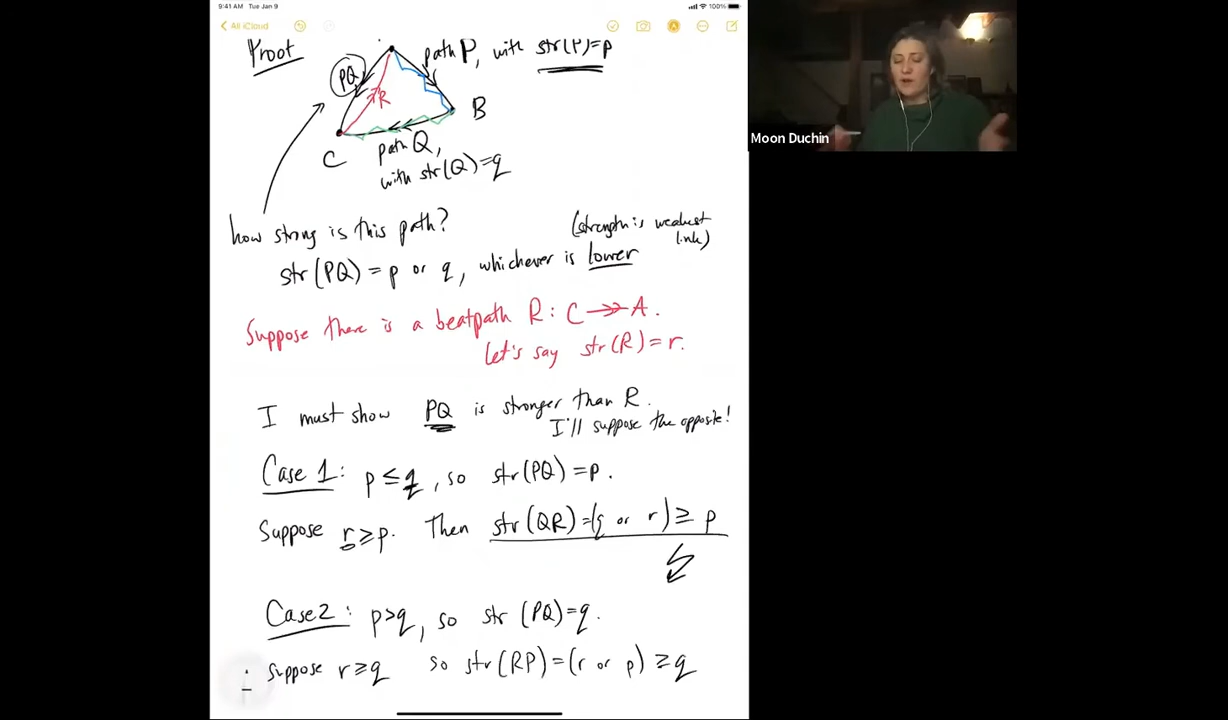 9:41 AM Tue Jan 9
100%
All iCloud
Proof
path P, with str(P)=p
PQ
R
B
C
path Q,
with str(Q)=q
Moon Duchin
how strong is this path?
(strength is weakest
link)
str(PQ) = p or q, whichever is lower
Suppose there is a beatpath R: C ↠ A.
Let's say str(R) = r.
I must show PQ is stronger than R.
I'll suppose the opposite!
Case 1: p ≤ q, so str(PQ) = p.
Suppose r ≥ p. Then str(QR) = (q or r) ≥ p
Case 2: p > q, so str(PQ) = q.
Suppose r ≥ q so str(RP) = (r or p) ≥ q